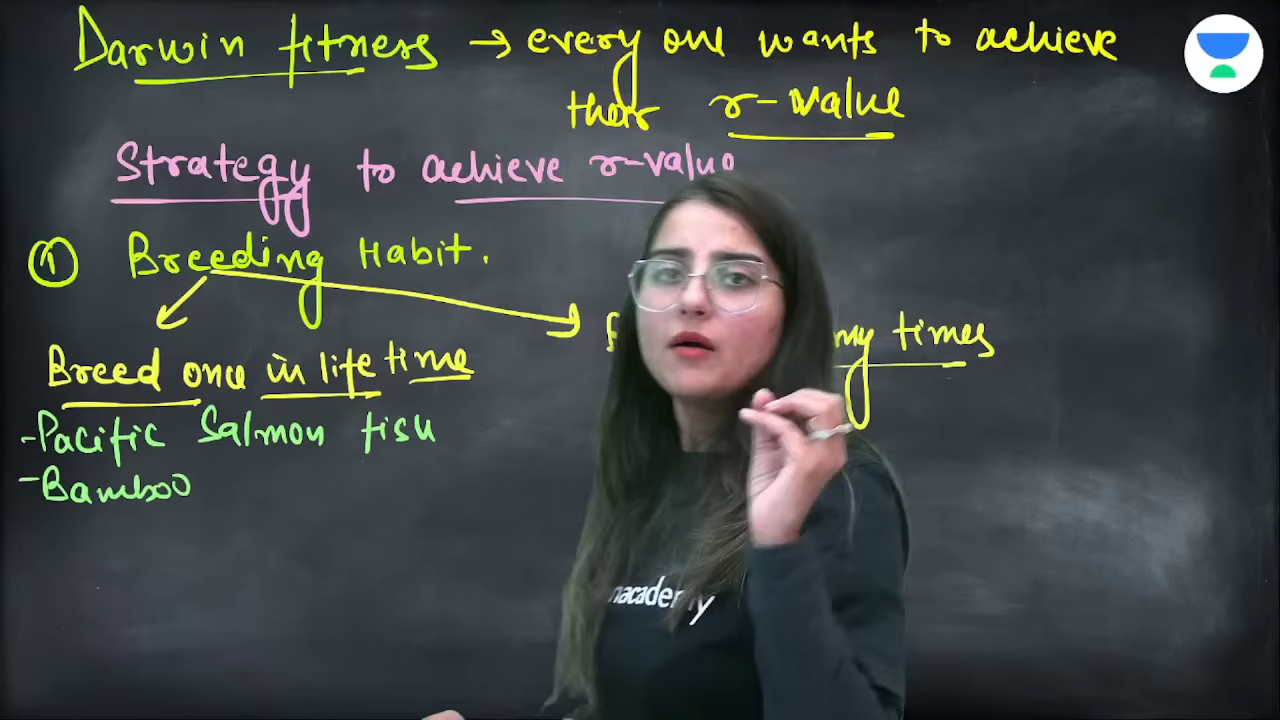 Darwin fitness → every one wants to achieve
their r-value
Strategy to achieve r-value
① Breeding Habit.
Breed once in life time
times
-Pacific Salmon fish
-Bamboo
nacademy